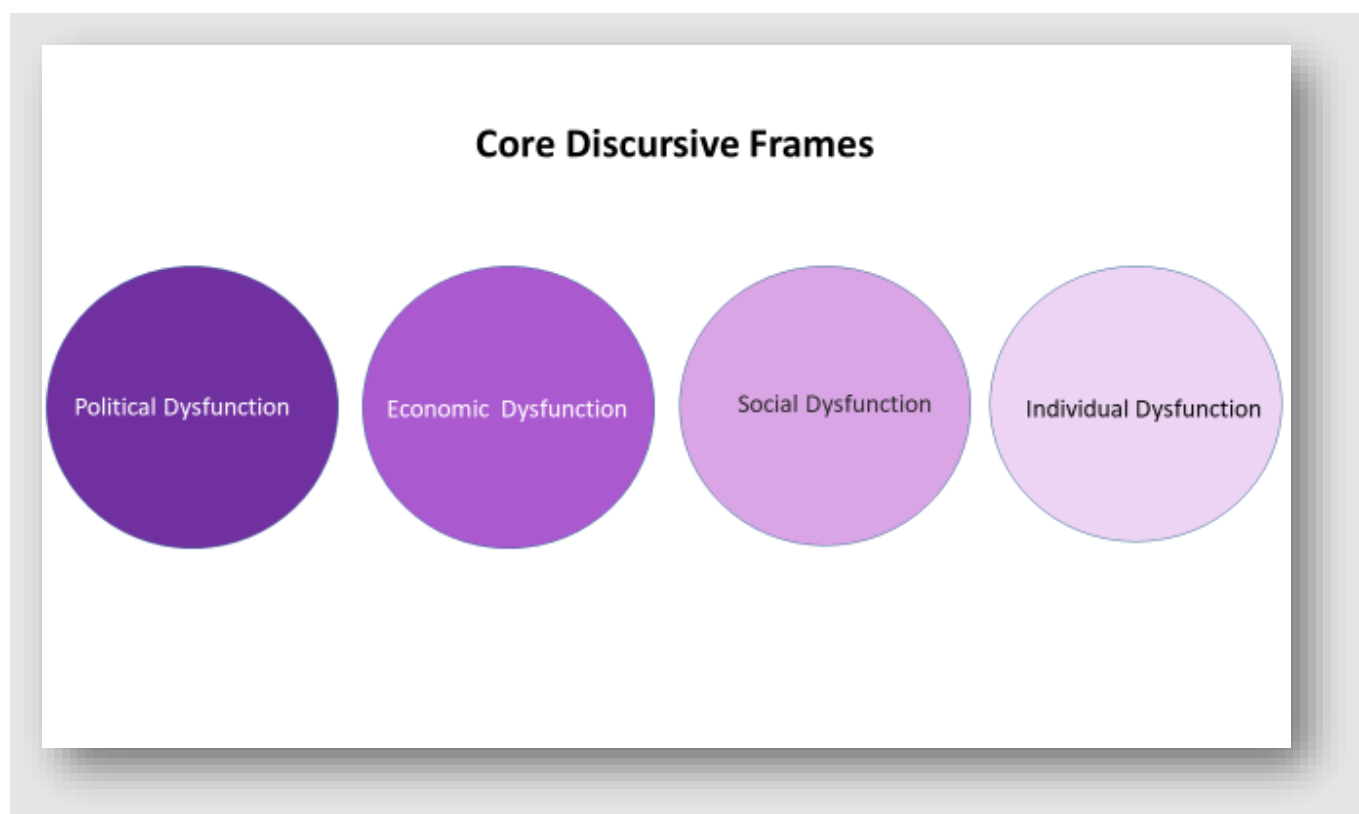 Core Discursive Frames
Political Dysfunction
Economic  Dysfunction
Social Dysfunction
Individual Dysfunction